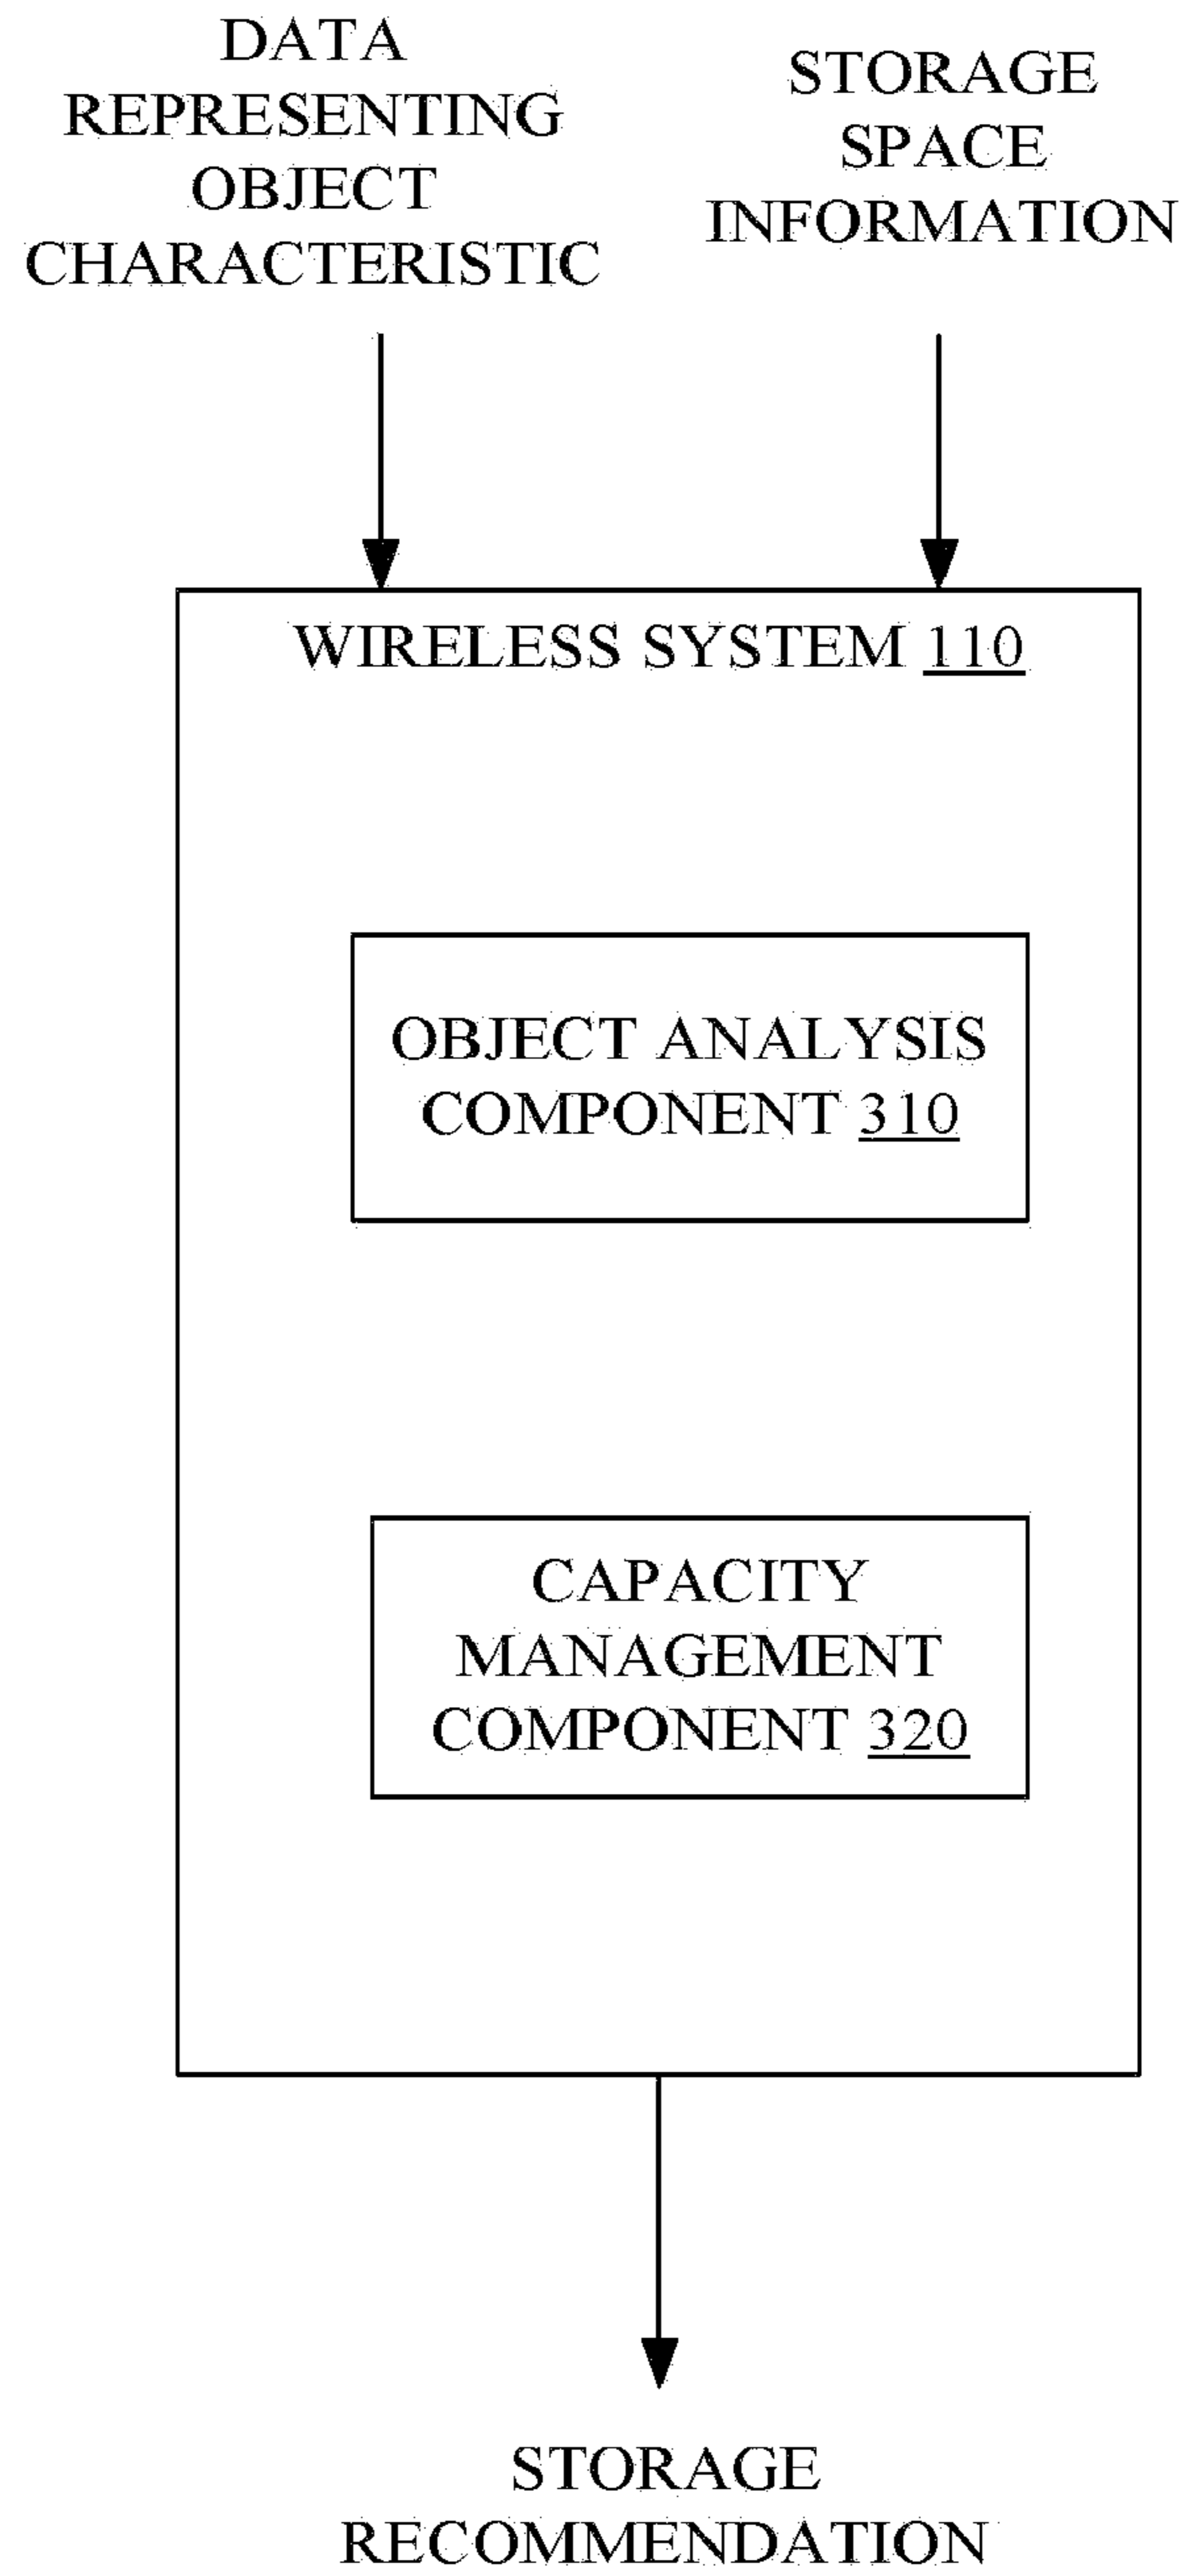 DATA
REPRESENTING
OBJECT
CHARACTERISTIC
STORAGE
SPACE
INFORMATION
WIRELESS SYSTEM 110
OBJECT ANALYSIS
COMPONENT 310
CAPACITY
MANAGEMENT
COMPONENT 320
STORAGE
RECOMMENDATION